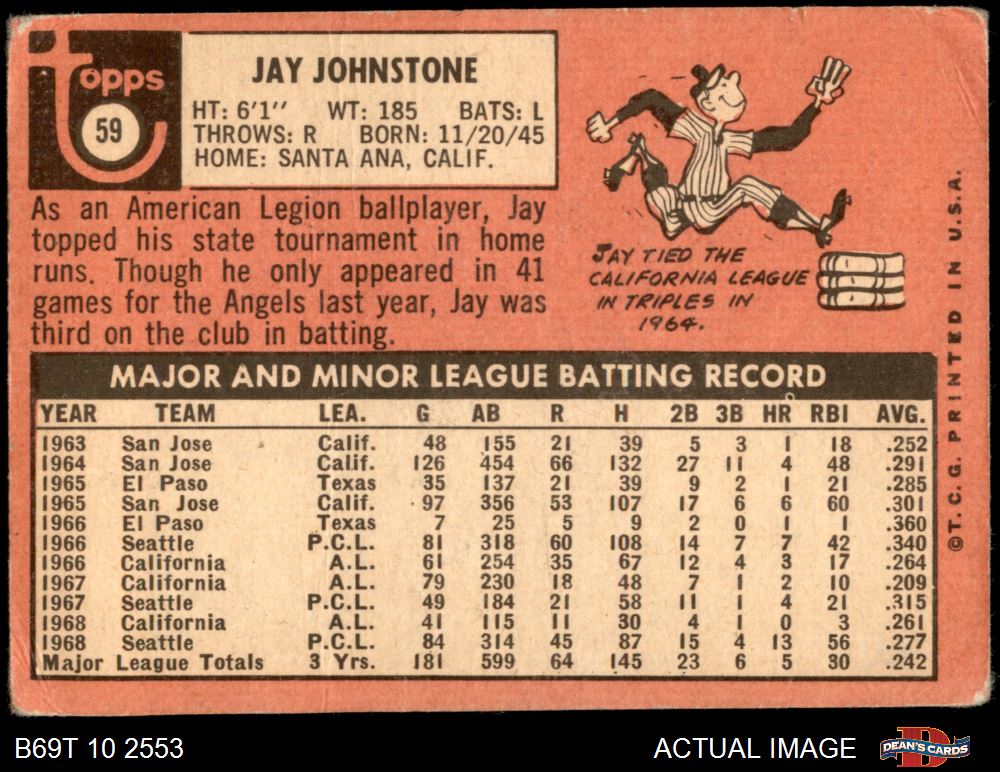 topps
59
JAY JOHNSTONE
HT: 6'1" WT: 185 BATS: L
THROWS: R BORN: 11/20/45
HOME: SANTA ANA, CALIF.
As an American Legion ballplayer, Jay
topped his state tournament in home
runs. Though he only appeared in 41
games for the Angels last year, Jay was
third on the club in batting.
JAY TIED THE
CALIFORNIA LEAGUE
IN TRIPLES IN
1964.
MAJOR AND MINOR LEAGUE BATTING RECORD
YEAR TEAM LEA. G AB R H 2B 3B HR RBI AVG.
1963 San Jose Calif. 48 155 21 39 5 3 1 18 .252
1964 San Jose Calif. 126 454 66 132 27 11 4 48 .291
1965 El Paso Texas 35 137 21 39 9 2 1 21 .285
1965 San Jose Calif. 97 356 53 107 17 6 6 60 .301
1966 El Paso Texas 7 25 5 9 2 0 1 1 .360
1966 Seattle P.C.L. 81 318 60 108 14 7 7 42 .340
1966 California A.L. 61 254 35 67 12 4 3 17 .264
1967 California A.L. 79 230 18 48 7 1 2 10 .209
1967 Seattle P.C.L. 49 184 21 58 11 1 4 21 .315
1968 California A.L. 41 115 11 30 4 1 0 3 .261
1968 Seattle P.C.L. 84 314 45 87 15 4 13 56 .277
Major League Totals 3 Yrs. 181 599 64 145 23 6 5 30 .242
©T.C.G. PRINTED IN U.S.A.
B69T 10 2553
ACTUAL IMAGE
D
DEAN'S CARDS